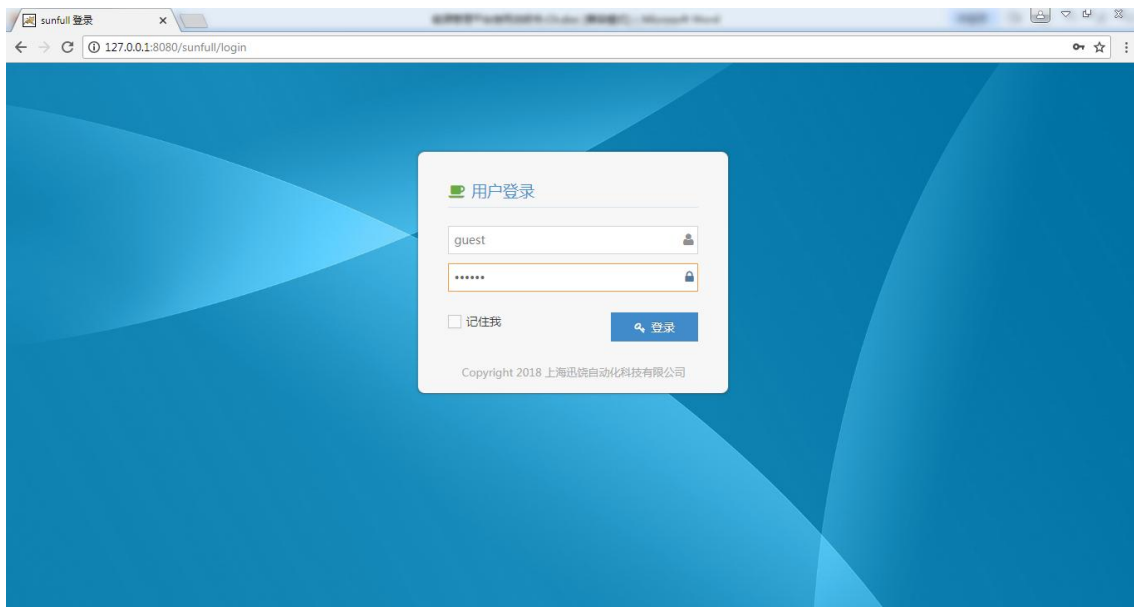 sunfull 登录
127.0.0.1:8080/sunfull/login
用户登录
guest
••••••
记住我
登录
Copyright 2018 上海迅饶自动化科技有限公司